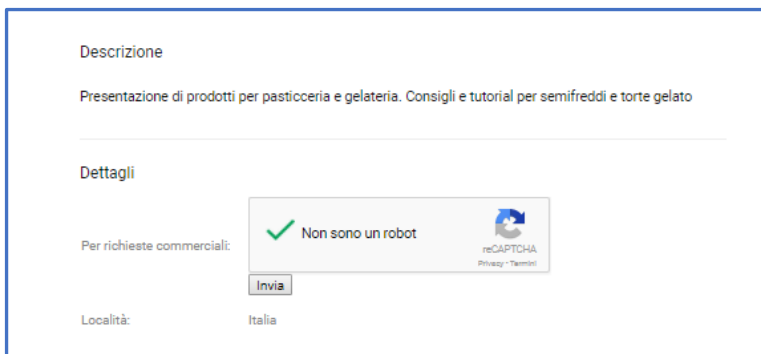 Descrizione
Presentazione di prodotti per pasticceria e gelateria. Consigli e tutorial per semifreddi e torte gelato
Dettagli
Per richieste commerciali:
Non sono un robot
reCAPTCHA
Privacy - Termini
Invia
Località:
Italia